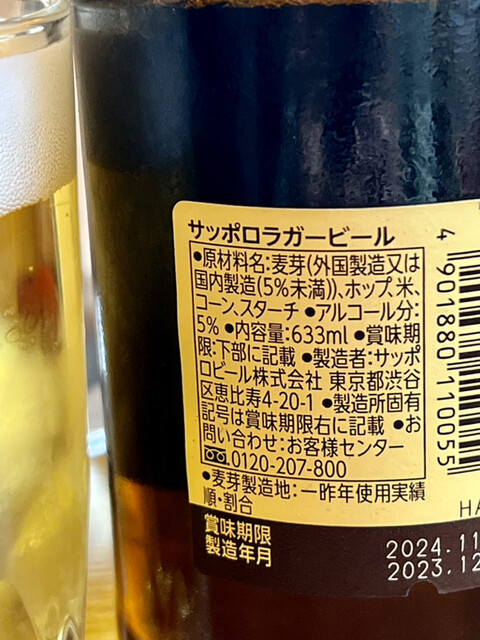 サッポロラガービール
●原材料名:麦芽(外国製造又は
国内製造(5%未満))、ホップ、米、
コーン、スターチ ●アルコール分:
5% ●内容量:633ml ●賞味期
限:下部に記載 ●製造者:サッポ
ロビール株式会社 東京都渋谷
区恵比寿4-20-1 ●製造所固有
記号は賞味期限右に記載 ●お
問い合わせ:お客様センター
0120-207-800
●麦芽製造地:一昨年使用実績
順・割合
賞味期限
製造年月
2024.11
2023.12
4 901880 110055
HA